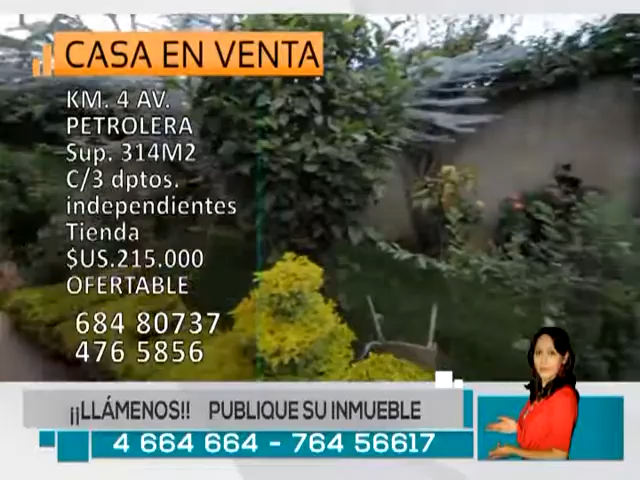 CASA EN VENTA
KM. 4 AV.
PETROLERA
Sup. 314M2
C/3 dptos.
independientes
Tienda
$US.215.000
OFERTABLE
684 80737
476 5856
¡¡LLÁMENOS!! PUBLIQUE SU INMUEBLE
4 664 664 - 764 56617